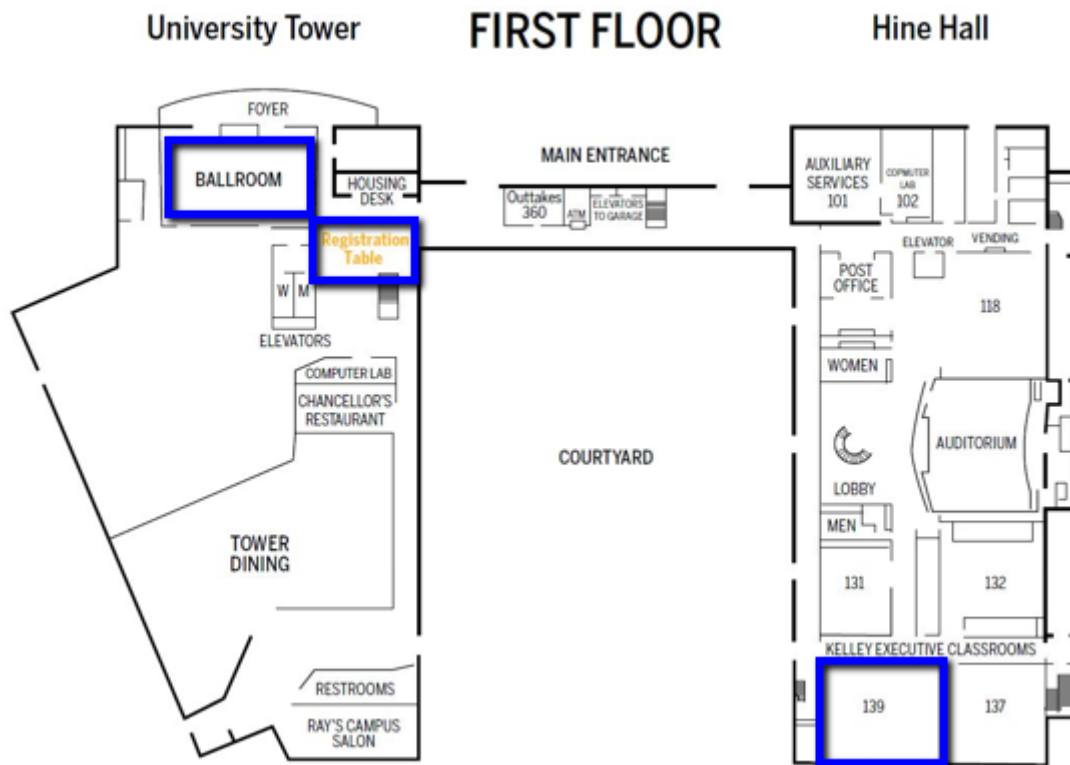 University Tower
FIRST FLOOR
Hine Hall
FOYER
BALLROOM
HOUSING
DESK
Registration
Table
W M
ELEVATORS
COMPUTER LAB
CHANCELLOR'S
RESTAURANT
TOWER
DINING
RESTROOMS
RAY'S CAMPUS
SALON
MAIN ENTRANCE
Outtakes
360
ATM
ELEVATORS
TO GARAGE
COURTYARD
AUXILIARY
SERVICES
101
COPMUTER
LAB
102
ELEVATOR
VENDING
POST
OFFICE
118
WOMEN
AUDITORIUM
LOBBY
MEN
131
132
KELLEY EXECUTIVE CLASSROOMS
139
137